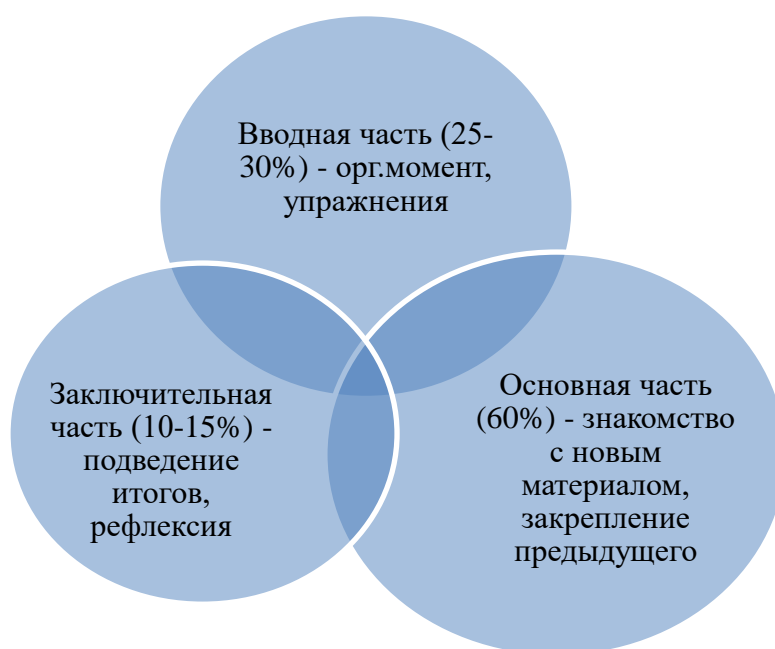 Вводная часть (25-
30%) - орг.момент,
упражнения
Заключительная
часть (10-15%) -
подведение
итогов,
рефлексия
Основная часть
(60%) - знакомство
с новым
материалом,
закрепление
предыдущего